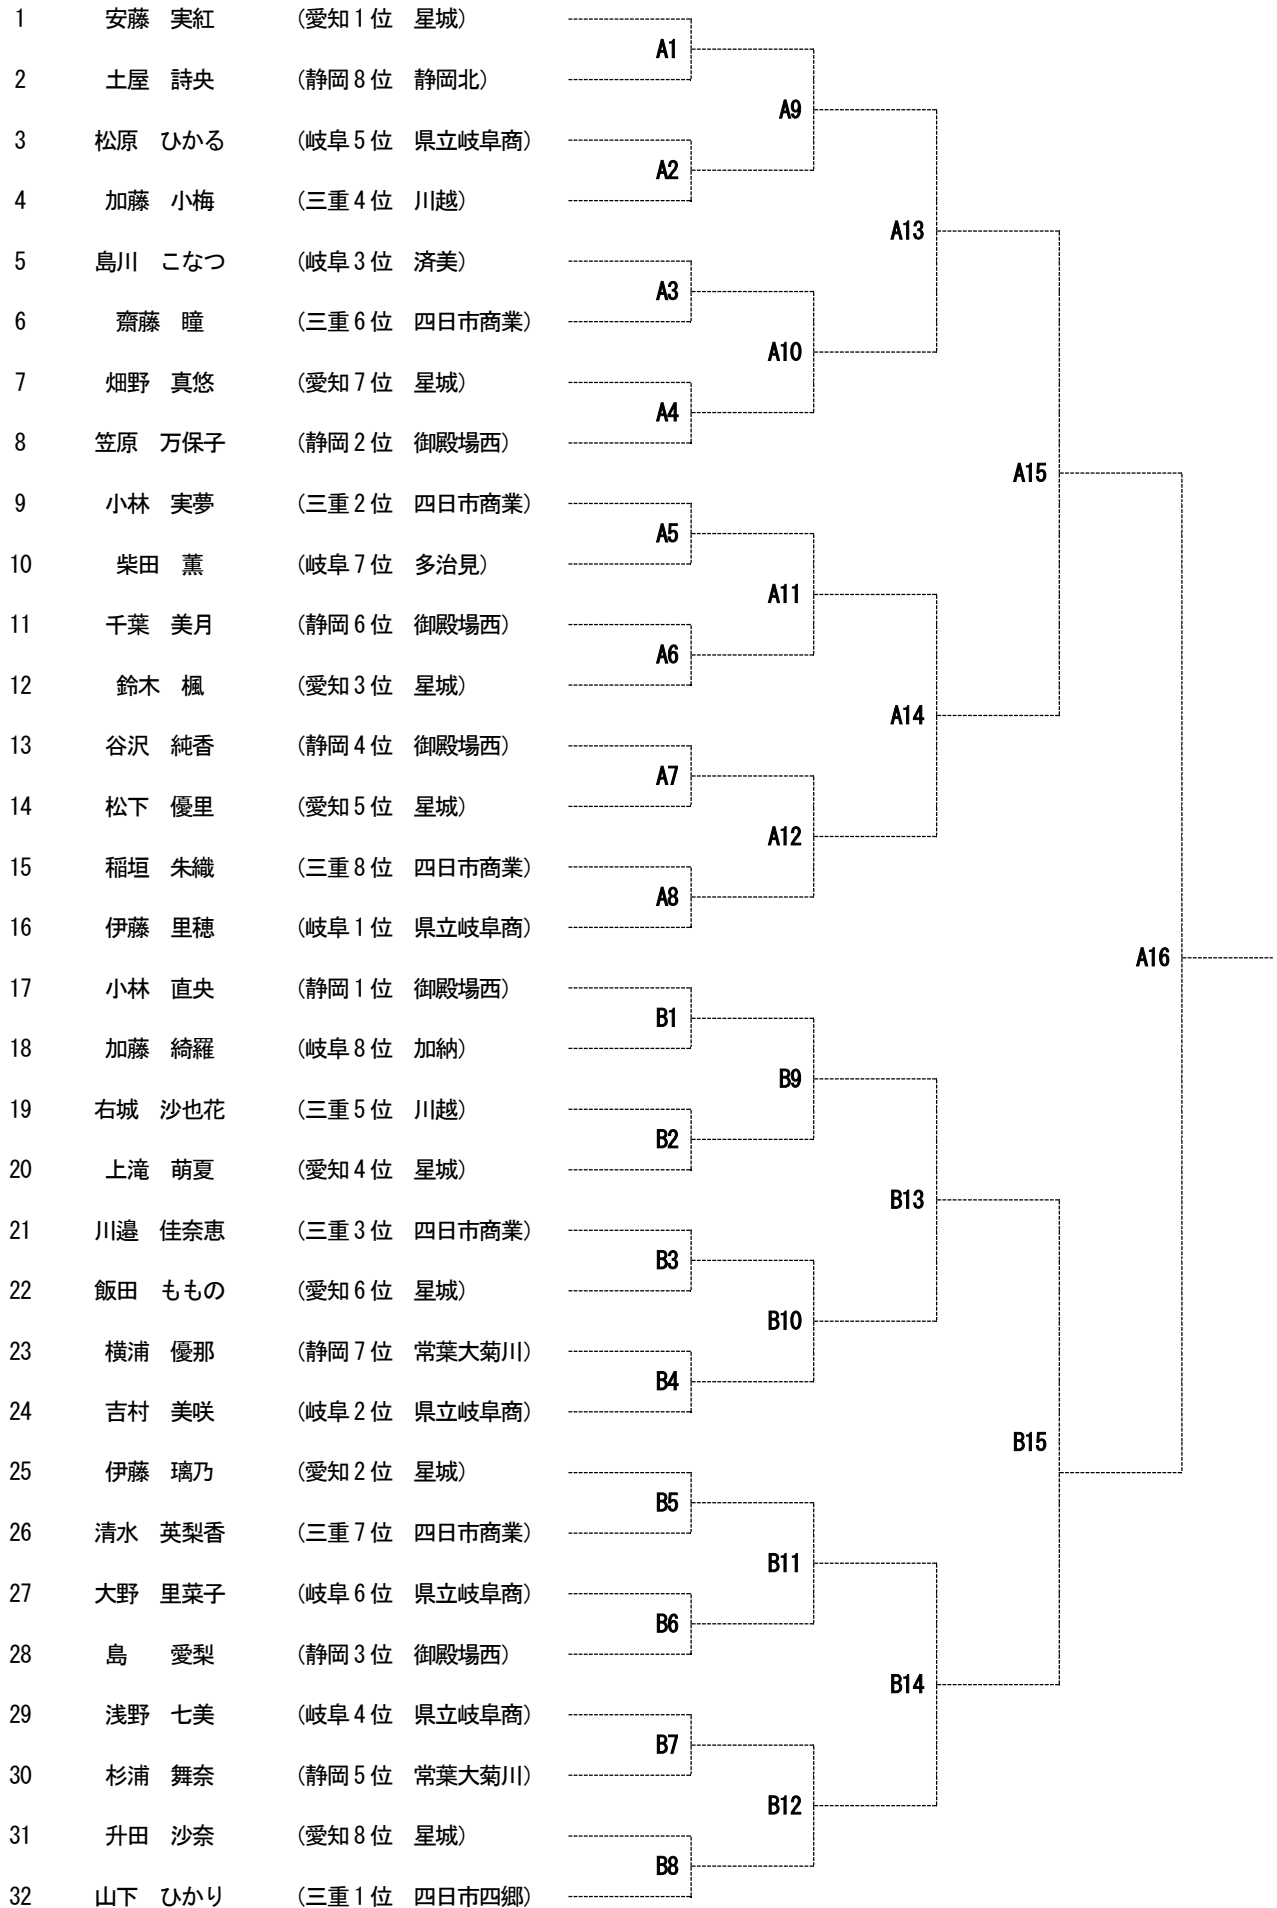 1 安藤　実紅 (愛知1位　星城)
A1
2 土屋　詩央 (静岡8位　静岡北)
A9
3 松原　ひかる (岐阜5位　県立岐阜商)
A2
4 加藤　小梅 (三重4位　川越)
A13
5 島川　こなつ (岐阜3位　済美)
A3
6 齋藤　瞳 (三重6位　四日市商業)
A10
7 畑野　真悠 (愛知7位　星城)
A4
8 笠原　万保子 (静岡2位　御殿場西)
A15
9 小林　実夢 (三重2位　四日市商業)
A5
10 柴田　薫 (岐阜7位　多治見)
A11
11 千葉　美月 (静岡6位　御殿場西)
A6
12 鈴木　楓 (愛知3位　星城)
A14
13 谷沢　純香 (静岡4位　御殿場西)
A7
14 松下　優里 (愛知5位　星城)
A12
15 稲垣　朱織 (三重8位　四日市商業)
A8
16 伊藤　里穂 (岐阜1位　県立岐阜商)
A16
17 小林　直央 (静岡1位　御殿場西)
B1
18 加藤　綺羅 (岐阜8位　加納)
B9
19 右城　沙也花 (三重5位　川越)
B2
20 上滝　萌夏 (愛知4位　星城)
B13
21 川邉　佳奈恵 (三重3位　四日市商業)
B3
22 飯田　ももの (愛知6位　星城)
B10
23 横浦　優那 (静岡7位　常葉大菊川)
B4
24 吉村　美咲 (岐阜2位　県立岐阜商)
B15
25 伊藤　璃乃 (愛知2位　星城)
B5
26 清水　英梨香 (三重7位　四日市商業)
B11
27 大野　里菜子 (岐阜6位　県立岐阜商)
B6
28 島　　愛梨 (静岡3位　御殿場西)
B14
29 浅野　七美 (岐阜4位　県立岐阜商)
B7
30 杉浦　舞奈 (静岡5位　常葉大菊川)
B12
31 升田　沙奈 (愛知8位　星城)
B8
32 山下　ひかり (三重1位　四日市四郷)